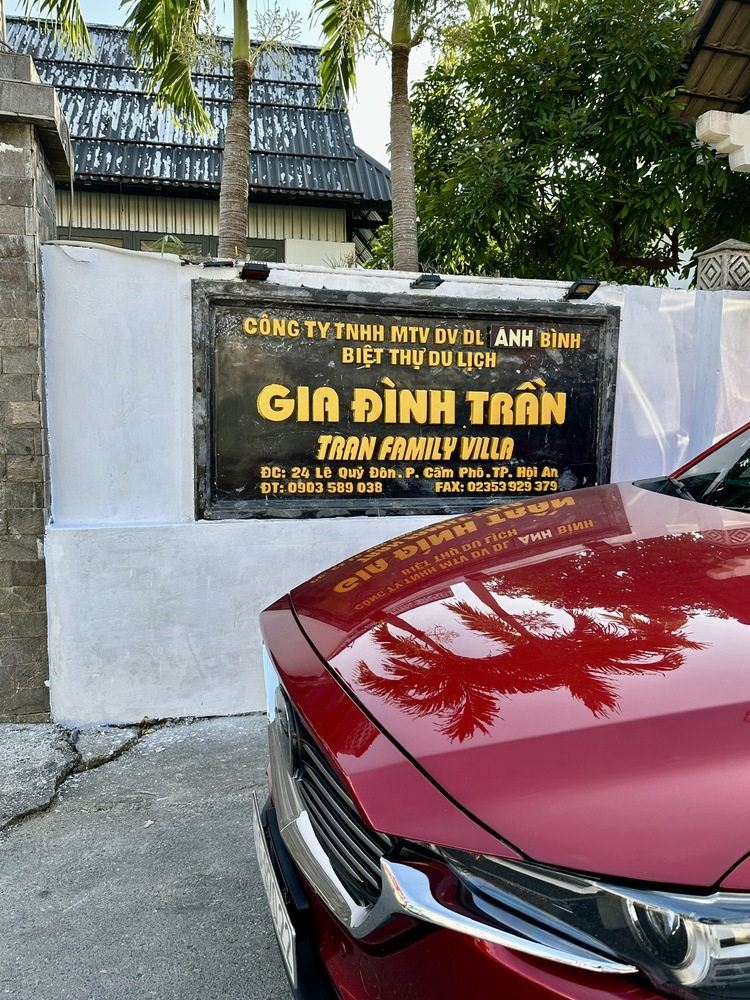 CÔNG TY TNHH MTV DV DL ÁNH BÌNH
BIỆT THỰ DU LỊCH
GIA ĐÌNH TRẦN
TRAN FAMILY VILLA
ĐC: 24 Lê Quý Đôn. P. Cẩm Phô. TP. Hội An
ĐT: 0903 589 038 FAX: 02353 929 379